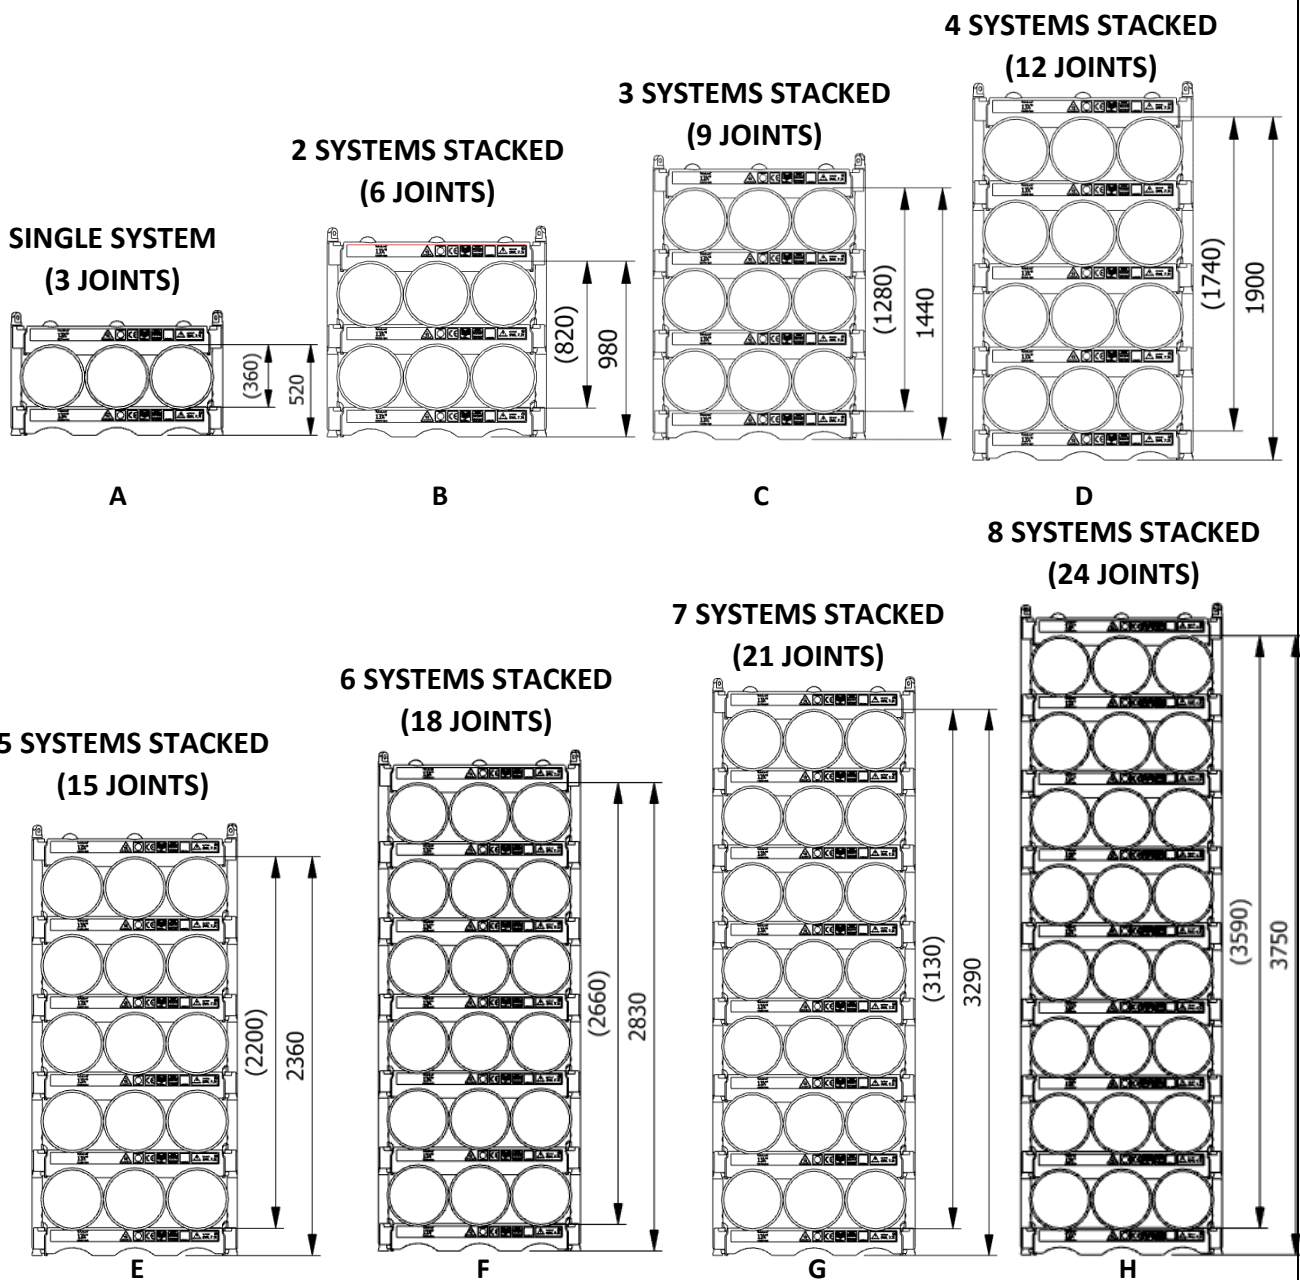 4 SYSTEMS STACKED
(12 JOINTS)
3 SYSTEMS STACKED
(9 JOINTS)
2 SYSTEMS STACKED
(6 JOINTS)
SINGLE SYSTEM
(3 JOINTS)
(360)
520
(820)
980
(1280)
1440
(1740)
1900
A
B
C
D
8 SYSTEMS STACKED
(24 JOINTS)
7 SYSTEMS STACKED
(21 JOINTS)
6 SYSTEMS STACKED
(18 JOINTS)
5 SYSTEMS STACKED
(15 JOINTS)
(2200)
2360
(2660)
2830
(3130)
3290
(3590)
3750
E
F
G
H